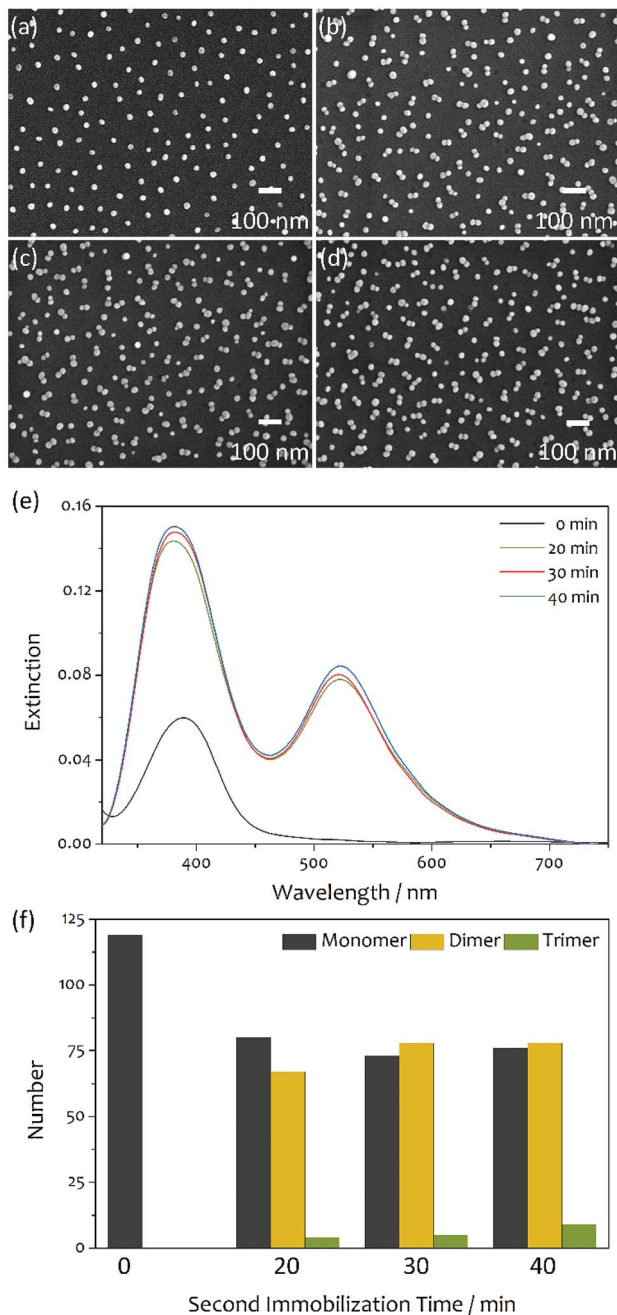 (a)
(b)
100 nm
100 nm
(c)
(d)
100 nm
100 nm
(e)
0.16
0 min
20 min
30 min
40 min
0.12
Extinction
0.08
0.04
0.00
400
500
600
700
Wavelength / nm
(f)
125
Monomer
Dimer
Trimer
100
Number
75
50
25
0
0
20
30
40
Second Immobilization Time / min